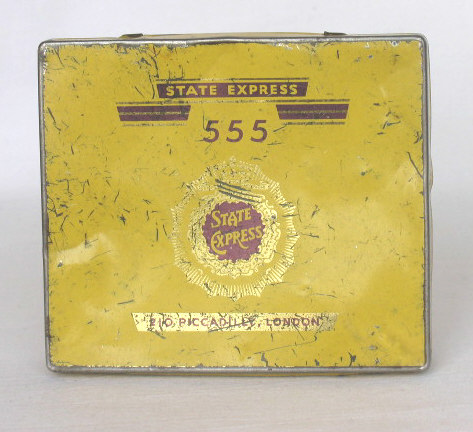 STATE EXPRESS
555
STATE
EXPRESS
210, PICCADILLY, LONDON